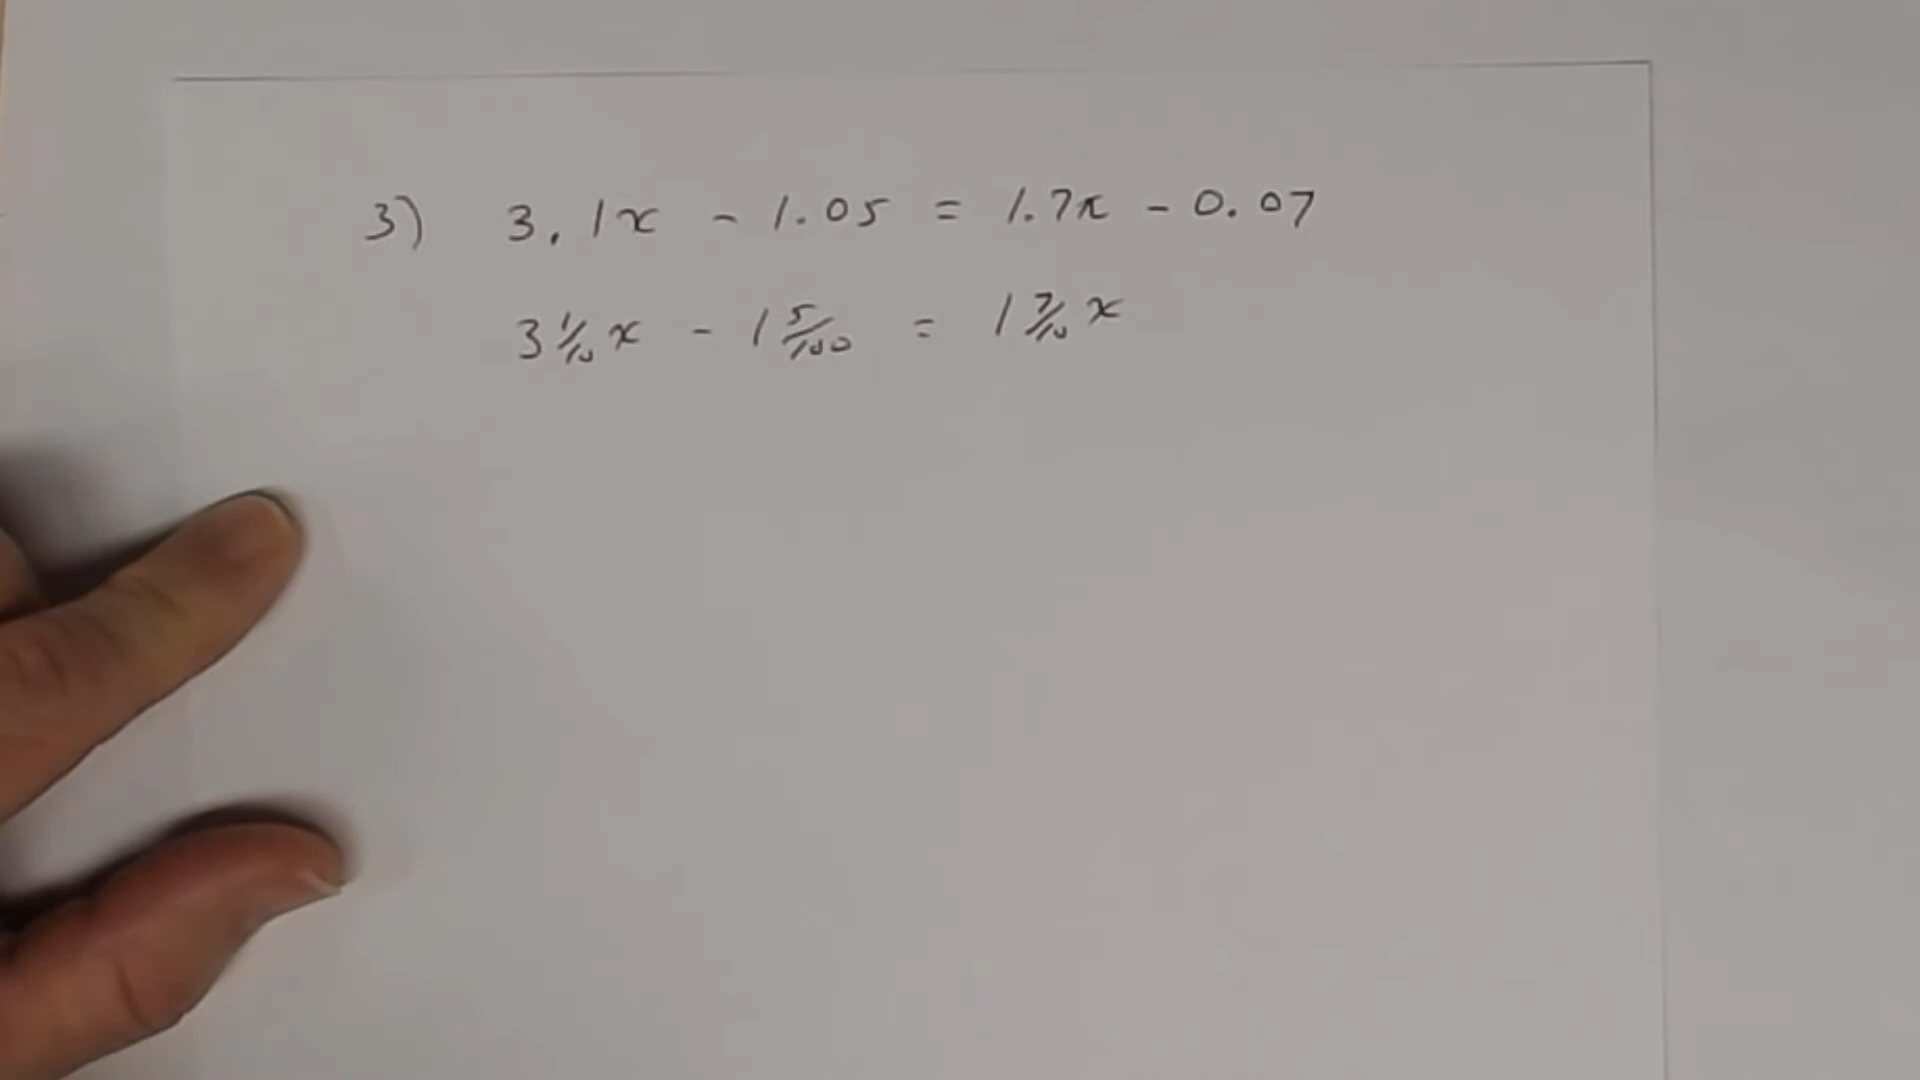 3) 3.1x - 1.05 = 1.7x - 0.07
3 1/10 x - 1 5/100 = 1 7/10 x